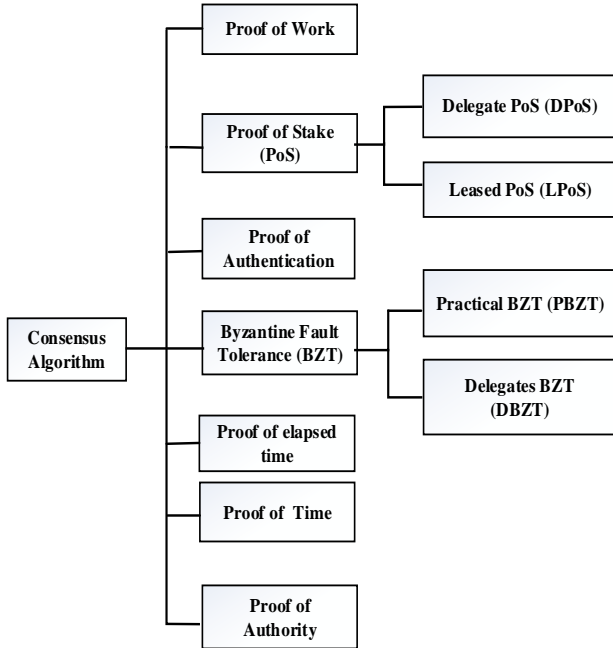 Proof of Work
Proof of Stake
(PoS)
Delegate PoS (DPoS)
Leased PoS (LPoS)
Proof of
Authentication
Consensus
Algorithm
Byzantine Fault
Tolerance (BZT)
Practical BZT (PBZT)
Delegates BZT
(DBZT)
Proof of elapsed
time
Proof of Time
Proof of
Authority